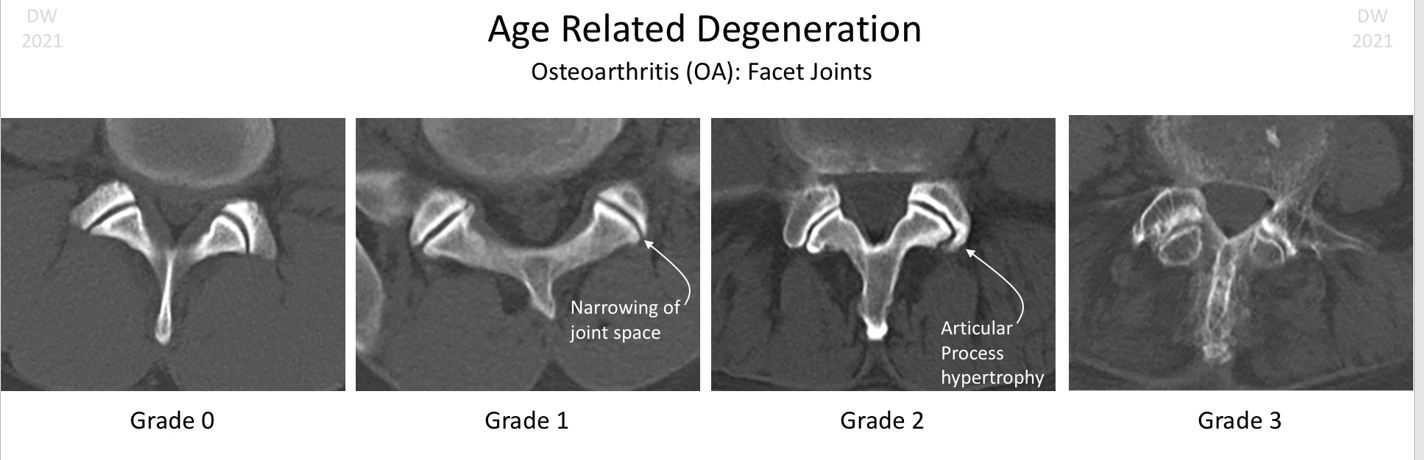 DW
2021
Age Related Degeneration
DW
2021
Osteoarthritis (OA): Facet Joints
Narrowing of
joint space
Articular
Process
hypertrophy
Grade 0
Grade 1
Grade 2
Grade 3